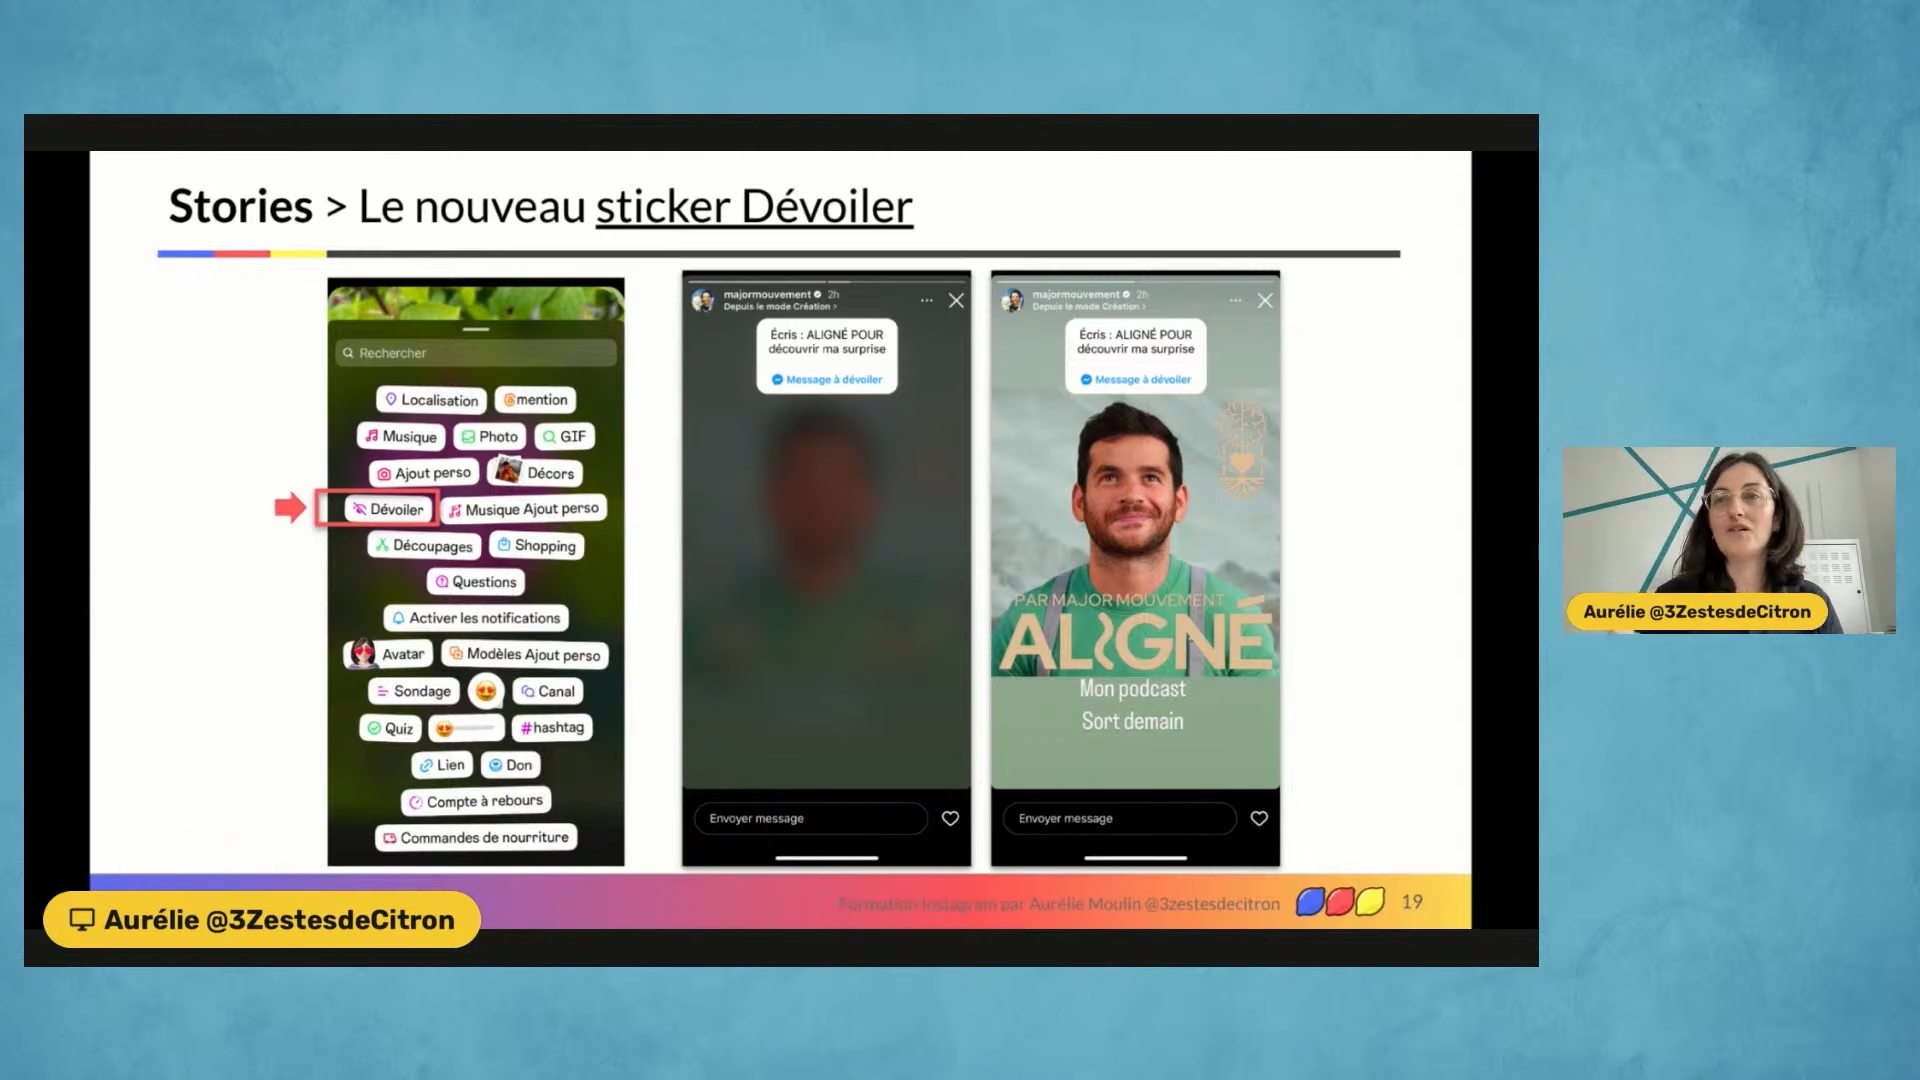 Stories > Le nouveau sticker Dévoiler
Rechercher
Localisation
@mention
Musique
Photo
GIF
Ajout perso
Décors
Dévoiler
Musique Ajout perso
Découpages
Shopping
Questions
Activer les notifications
Avatar
Modèles Ajout perso
Sondage
Canal
Quiz
#hashtag
Lien
Don
Compte à rebours
Commandes de nourriture
majormouvement 2h
Depuis le mode Création >
Écris : ALIGNÉ POUR
découvrir ma surprise
Message à dévoiler
Envoyer message
majormouvement 2h
Depuis le mode Création >
Écris : ALIGNÉ POUR
découvrir ma surprise
Message à dévoiler
PAR MAJOR MOUVEMENT
ALIGNÉ
Mon podcast
Sort demain
Envoyer message
Formation Instagram par Aurélie Moulin @3zestesdecitron
19
Aurélie @3ZestesdeCitron
Aurélie @3ZestesdeCitron